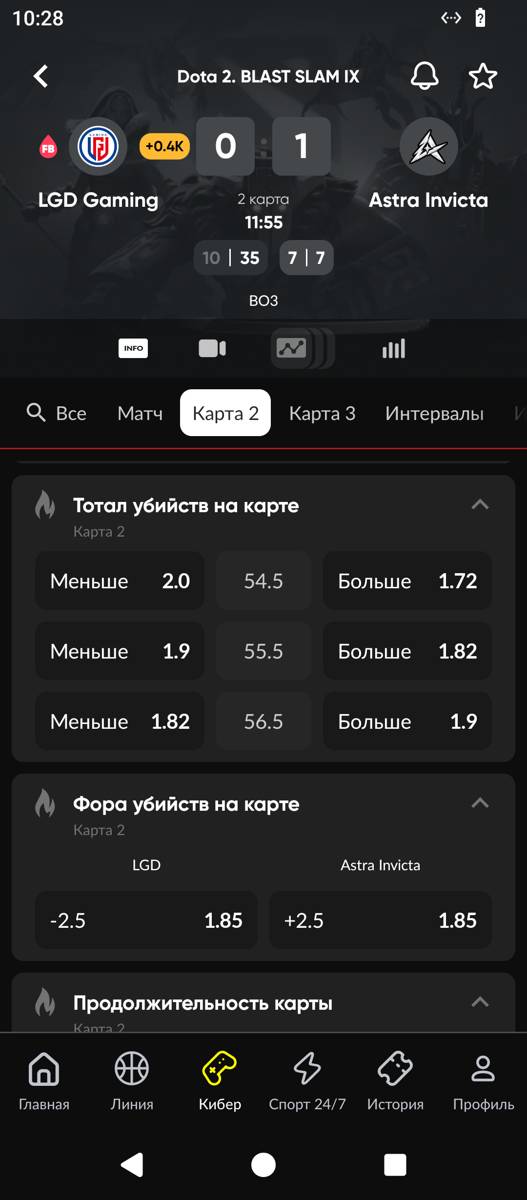 10:28
Dota 2. BLAST SLAM IX
FB
+0.4K
0 : 1
LGD Gaming
2 карта
Astra Invicta
11:55
10 | 35 7 | 7
BO3
INFO
Все Матч Карта 2 Карта 3 Интервалы И
Тотал убийств на карте
Карта 2
Меньше 2.0 54.5 Больше 1.72
Меньше 1.9 55.5 Больше 1.82
Меньше 1.82 56.5 Больше 1.9
Фора убийств на карте
Карта 2
LGD Astra Invicta
-2.5 1.85 +2.5 1.85
Продолжительность карты
Карта 2
Главная Линия Кибер Спорт 24/7 История Профиль